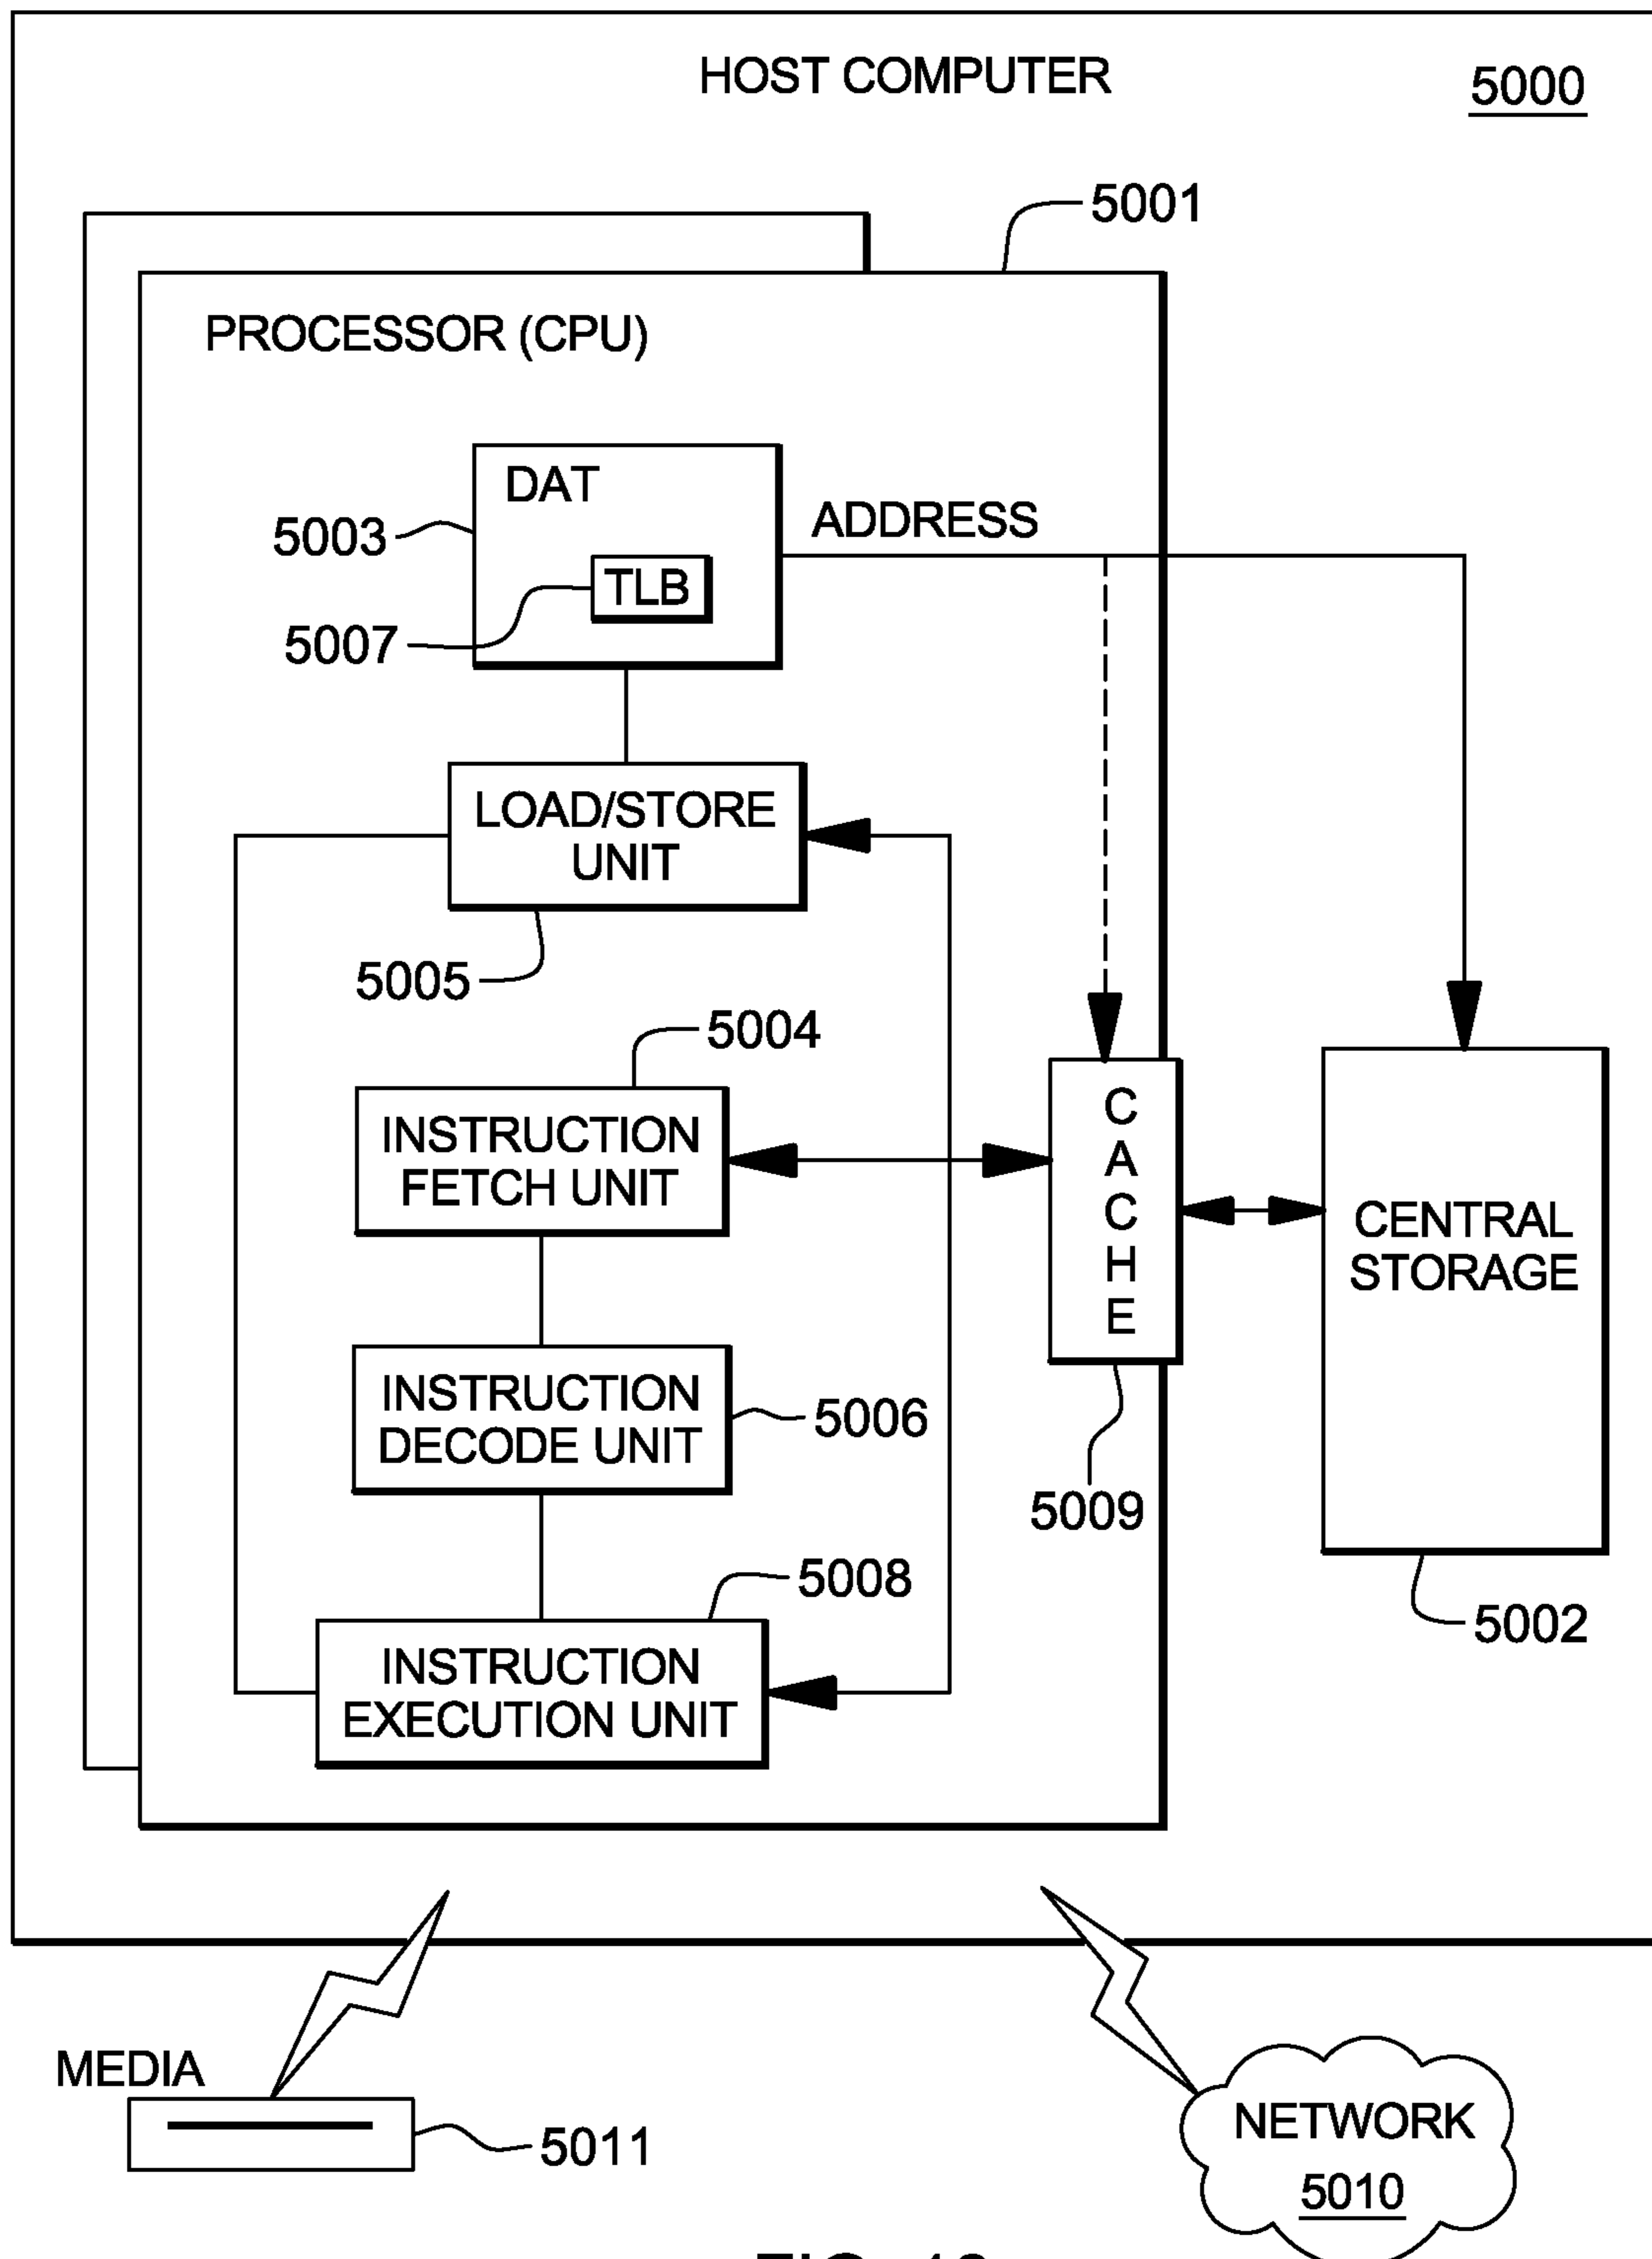 HOST COMPUTER
5000
5001
PROCESSOR (CPU)
DAT
ADDRESS
5003
TLB
5007
LOAD/STORE
UNIT
5005
5004
INSTRUCTION
FETCH UNIT
CACHE
CENTRAL
STORAGE
INSTRUCTION
DECODE UNIT
5006
5009
5008
5002
INSTRUCTION
EXECUTION UNIT
MEDIA
5011
NETWORK
5010